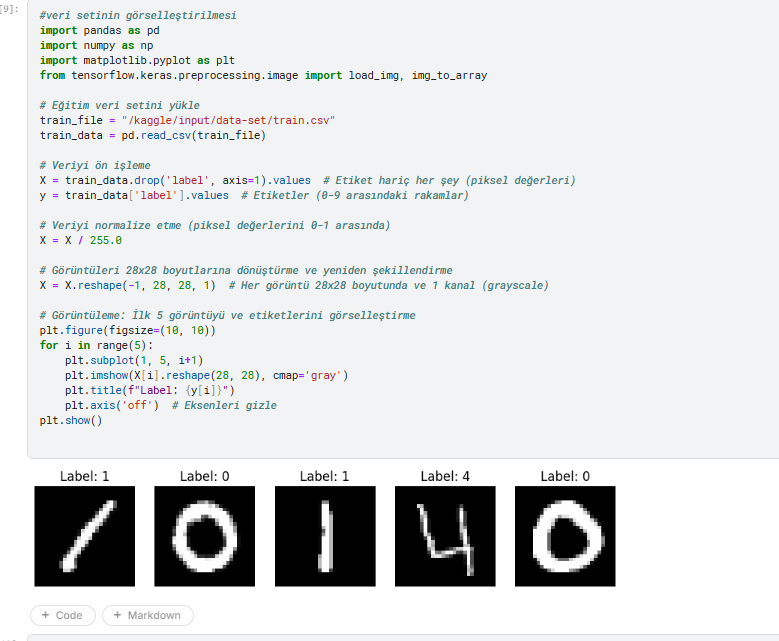 [9]:
#veri setinin görselleştirilmesi
import pandas as pd
import numpy as np
import matplotlib.pyplot as plt
from tensorflow.keras.preprocessing.image import load_img, img_to_array
# Eğitim veri setini yükle
train_file = "/kaggle/input/data-set/train.csv"
train_data = pd.read_csv(train_file)
# Veriyi ön işleme
X = train_data.drop('label', axis=1).values  # Etiket hariç her şey (piksel değerleri)
y = train_data['label'].values  # Etiketler (0-9 arasındaki rakamlar)
# Veriyi normalize etme (piksel değerlerini 0-1 arasında)
X = X / 255.0
# Görüntüleri 28x28 boyutlarına dönüştürme ve yeniden şekillendirme
X = X.reshape(-1, 28, 28, 1)  # Her görüntü 28x28 boyutunda ve 1 kanal (grayscale)
# Görüntüleme: İlk 5 görüntüyü ve etiketlerini görselleştirme
plt.figure(figsize=(10, 10))
for i in range(5):
    plt.subplot(1, 5, i+1)
    plt.imshow(X[i].reshape(28, 28), cmap='gray')
    plt.title(f"Label: {y[i]}")
    plt.axis('off')  # Eksenleri gizle
plt.show()
Label: 1 Label: 0 Label: 1 Label: 4 Label: 0
1 0 1 4 0
+ Code + Markdown